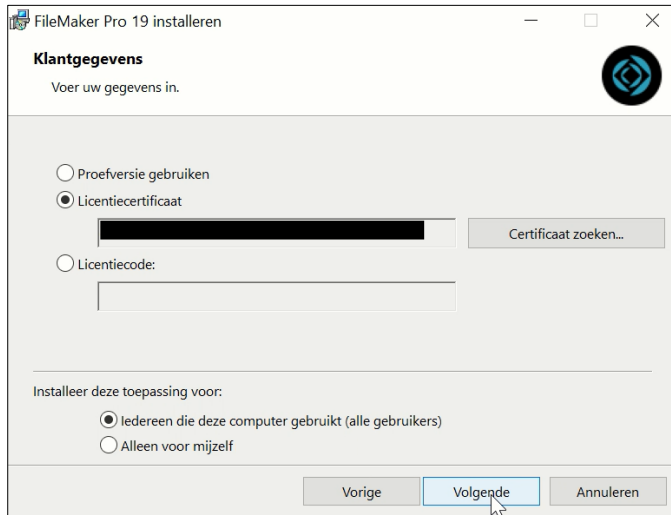 FileMaker Pro 19 installeren
Klantgegevens
Voer uw gegevens in.
Proefversie gebruiken
Licentiecertificaat
Certificaat zoeken...
Licentiecode:
Installeer deze toepassing voor:
Iedereen die deze computer gebruikt (alle gebruikers)
Alleen voor mijzelf
Vorige
Volgende
Annuleren